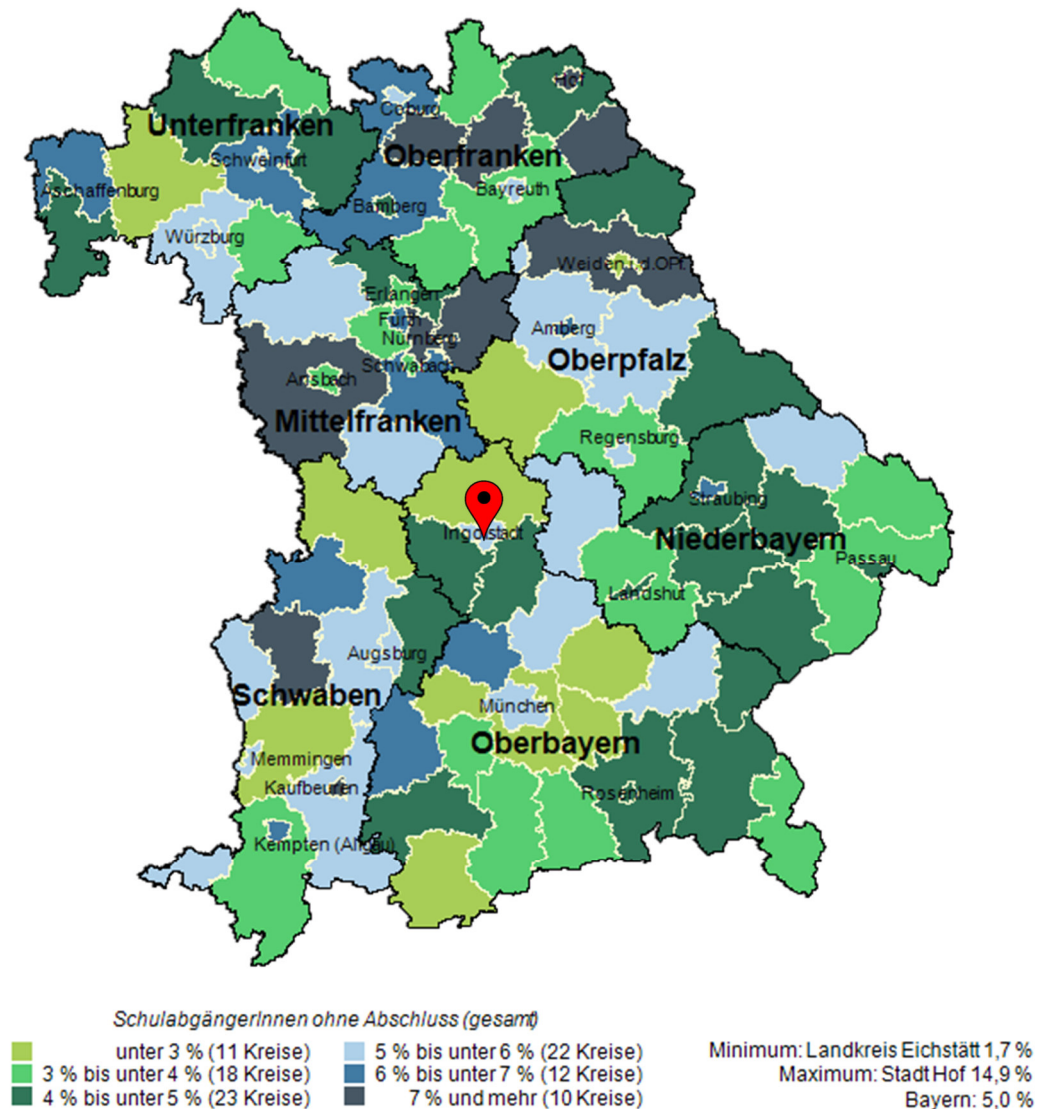 Hof
Coburg
Unterfranken
Oberfranken
Schweinfurt
Aschaffenburg
Bayreuth
Bamberg
Würzburg
Weiden i.d.OPf.
Erlangen
Fürth
Amberg
Nürnberg
Oberpfalz
Schwabach
Ansbach
Mittelfranken
Regensburg
Straubing
Ingolstadt
Niederbayern
Passau
Landshut
Augsburg
Schwaben
München
Oberbayern
Memmingen
Kaufbeuren
Rosenheim
Kempten (Allgäu)
SchulabgängerInnen ohne Abschluss (gesamt)
unter 3 % (11 Kreise) 5 % bis unter 6 % (22 Kreise) Minimum: Landkreis Eichstätt 1,7 %
3 % bis unter 4 % (18 Kreise) 6 % bis unter 7 % (12 Kreise) Maximum: Stadt Hof 14,9 %
4 % bis unter 5 % (23 Kreise) 7 % und mehr (10 Kreise) Bayern: 5,0 %